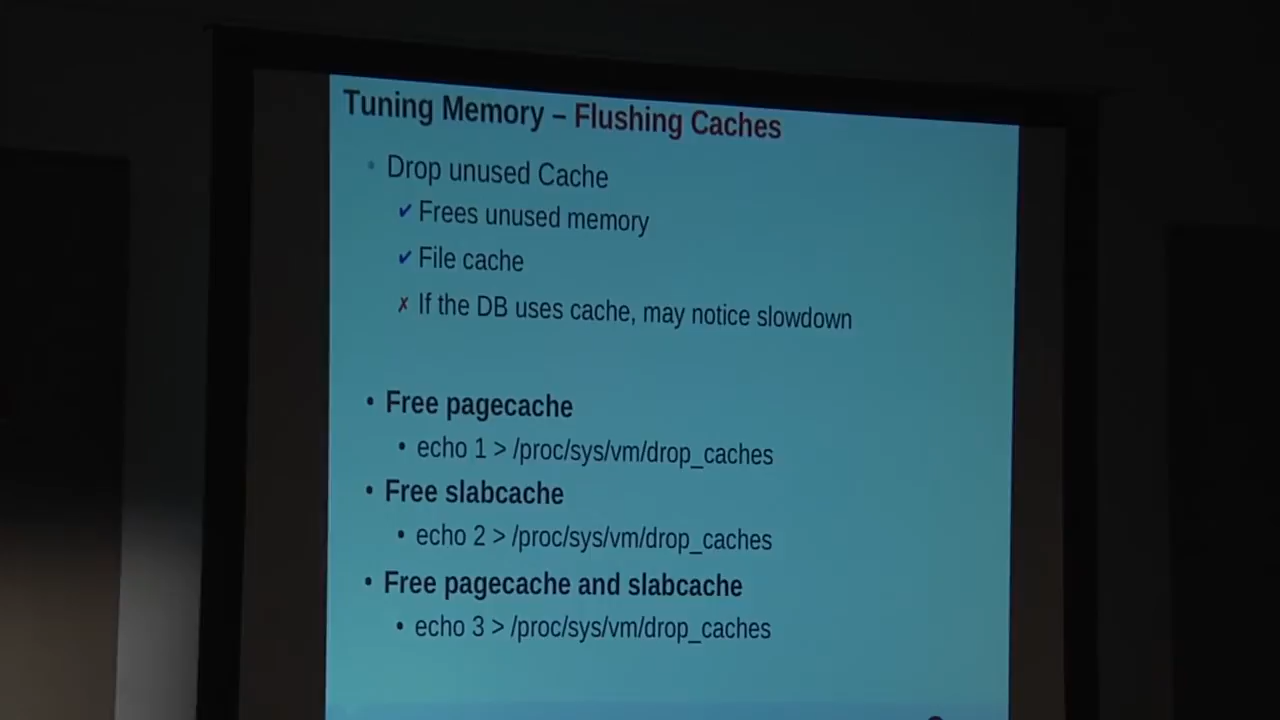 Tuning Memory – Flushing Caches
• Drop unused Cache
✔ Frees unused memory
✔ File cache
✗ If the DB uses cache, may notice slowdown
• Free pagecache
• echo 1 > /proc/sys/vm/drop_caches
• Free slabcache
• echo 2 > /proc/sys/vm/drop_caches
• Free pagecache and slabcache
• echo 3 > /proc/sys/vm/drop_caches